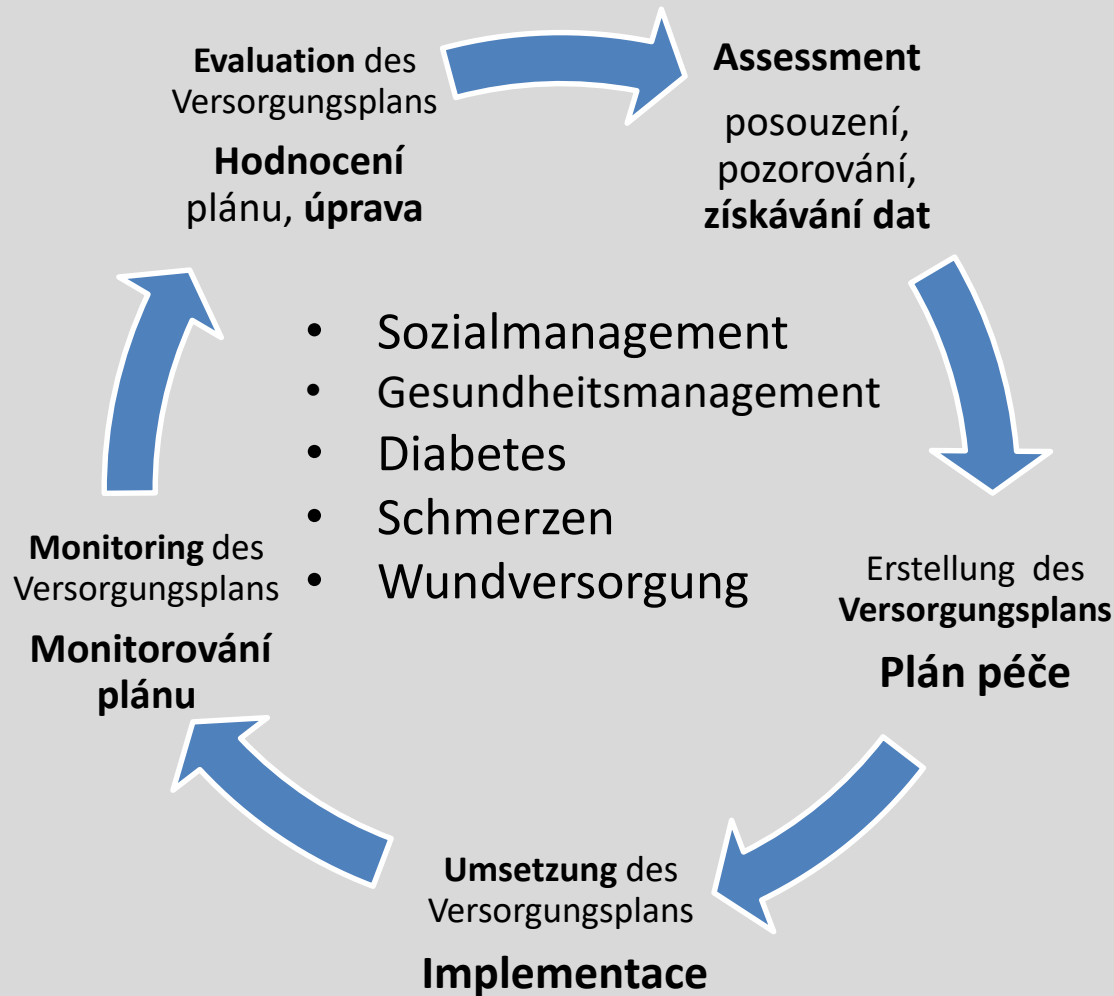 Evaluation des
Versorgungsplans
Hodnocení
plánu, úprava
Assessment
posouzení,
pozorování,
získávání dat
• Sozialmanagement
• Gesundheitsmanagement
• Diabetes
• Schmerzen
• Wundversorgung
Erstellung des
Versorgungsplans
Plán péče
Umsetzung des
Versorgungsplans
Implementace
Monitoring des
Versorgungsplans
Monitorování
plánu